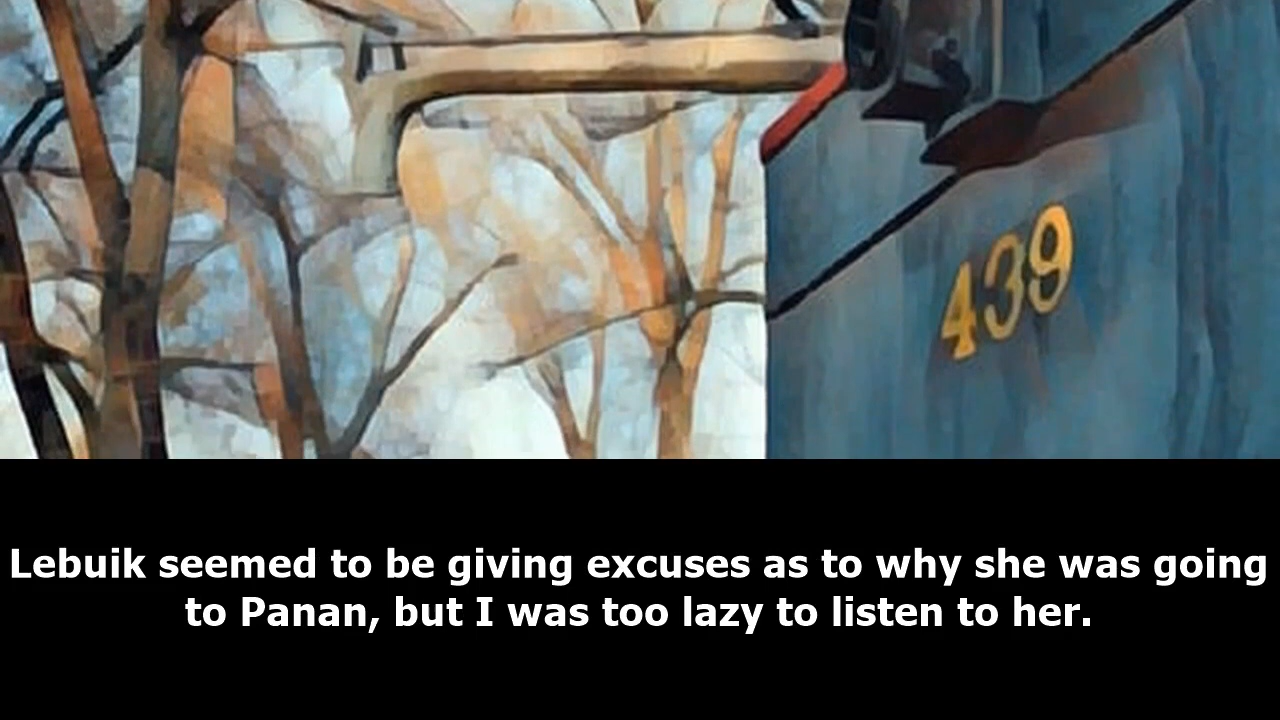 439
Lebuik seemed to be giving excuses as to why she was going
to Panan, but I was too lazy to listen to her.